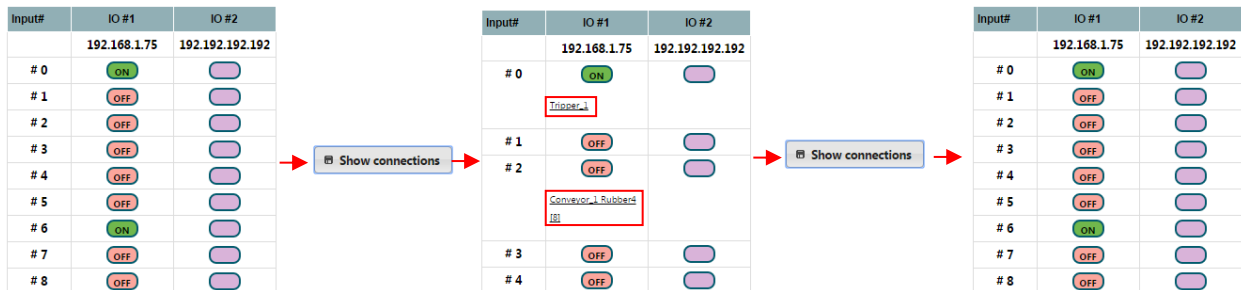 Input# IO #1 IO #2
192.168.1.75 192.192.192.192
# 0 ON
# 1 OFF
# 2 OFF
# 3 OFF
# 4 OFF
# 5 OFF
# 6 ON
# 7 OFF
# 8 OFF
Show connections
Input# IO #1 IO #2
192.168.1.75 192.192.192.192
# 0 ON
Tripper_1
# 1 OFF
# 2 OFF
Conveyor_1 Rubber4
[8]
# 3 OFF
# 4 OFF
Show connections
Input# IO #1 IO #2
192.168.1.75 192.192.192.192
# 0 ON
# 1 OFF
# 2 OFF
# 3 OFF
# 4 OFF
# 5 OFF
# 6 ON
# 7 OFF
# 8 OFF